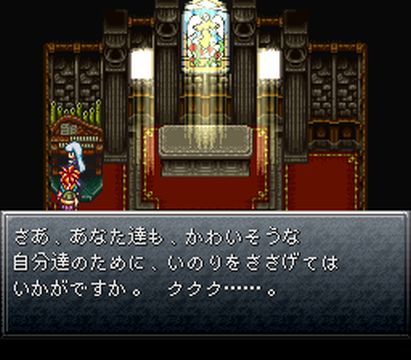 さあ、あなた達も、かわいそうな
自分達のために、いのりをささげては
いかがですか。　ククク……。